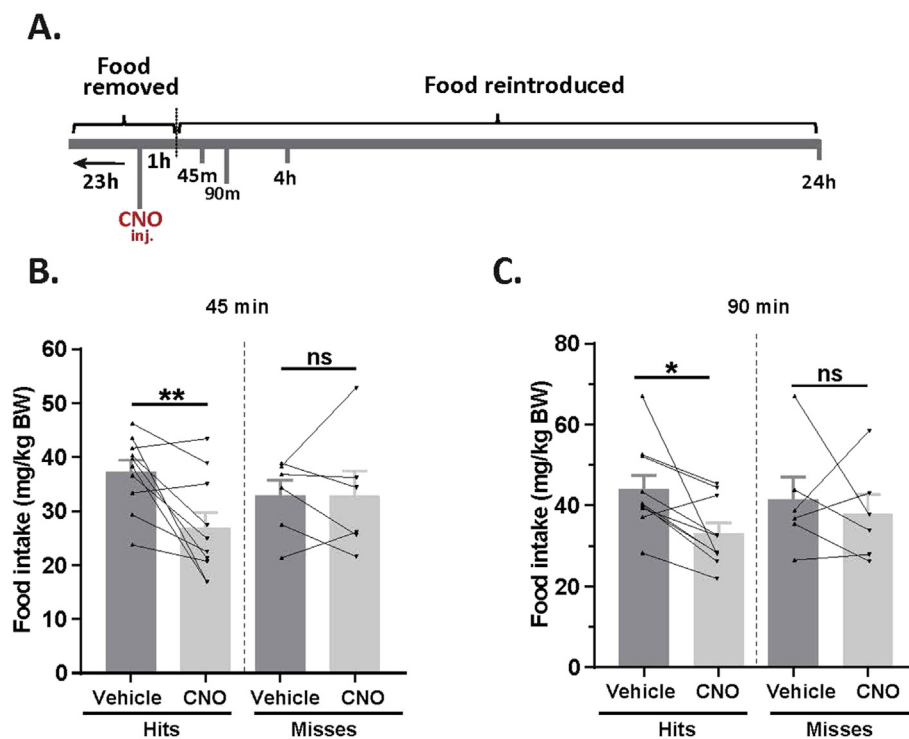 A.
Food
removed
Food reintroduced
23h
1h
45m
90m
4h
24h
CNO
inj.
B.
45 min
Food intake (mg/kg BW)
60
50
40
30
20
10
0
**
ns
Vehicle CNO Vehicle CNO
Hits Misses
C.
90 min
Food intake (mg/kg BW)
80
60
40
20
0
*
ns
Vehicle CNO Vehicle CNO
Hits Misses